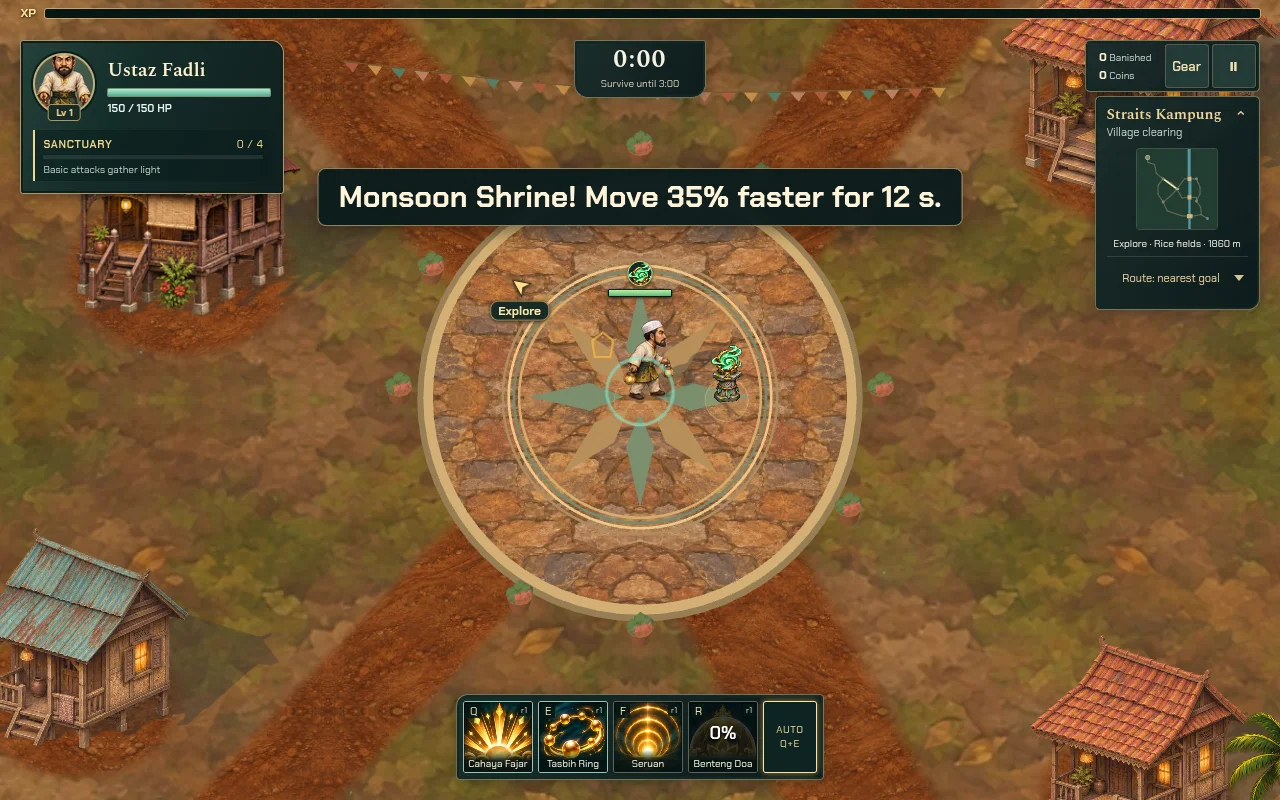 XP
Ustaz Fadli
150 / 150 HP
Lv 1
SANCTUARY 0 / 4
Basic attacks gather light
0:00
Survive until 3:00
0 Banished
0 Coins
Gear
Straits Kampung
Village clearing
Explore · Rice fields · 1860 m
Route: nearest goal
Monsoon Shrine! Move 35% faster for 12 s.
Explore
Q r1
Cahaya Fajar
E r1
Tasbih Ring
F r1
Seruan
R r1
0%
Benteng Doa
AUTO
Q+E